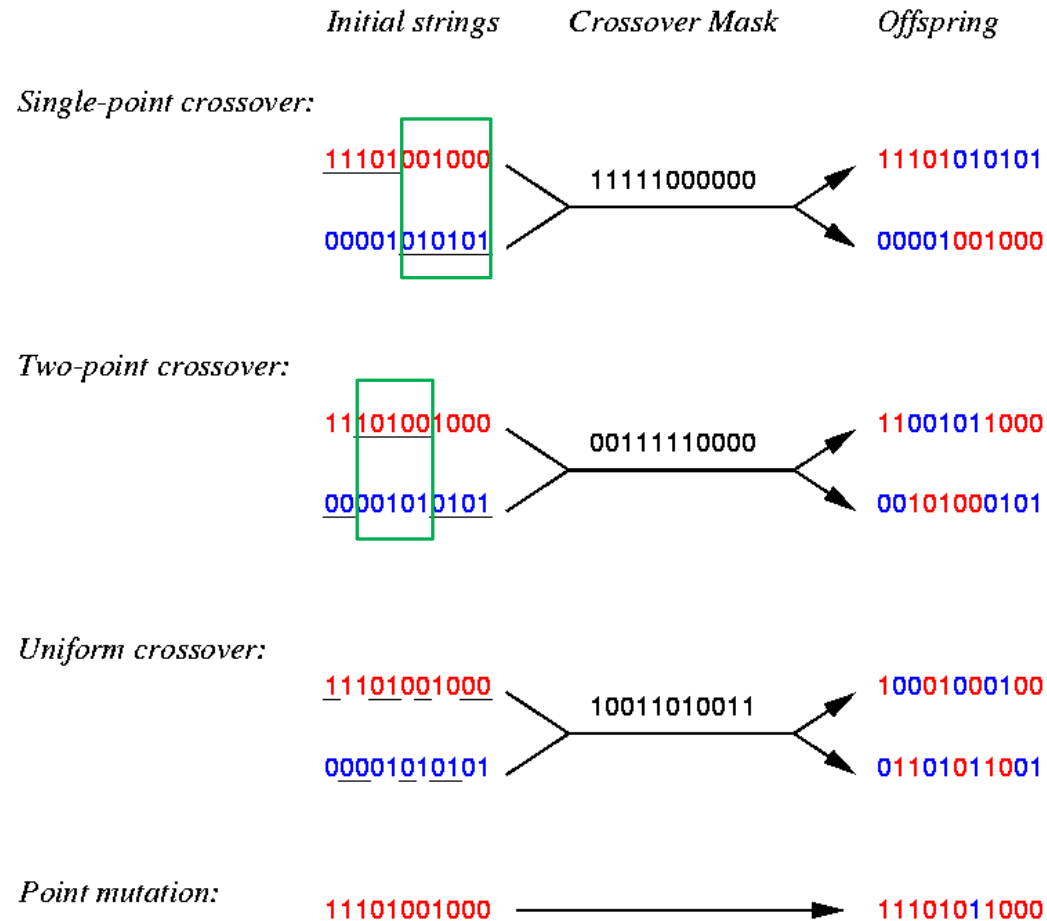 Initial strings Crossover Mask Offspring
Single-point crossover:
11101001000 11101010101
11111000000
00001010101 00001001000
Two-point crossover:
11101001000 11001011000
00111110000
00001010101 00101000101
Uniform crossover:
11101001000 10001000100
10011010011
00001010101 01101011001
Point mutation:
11101001000 11101011000